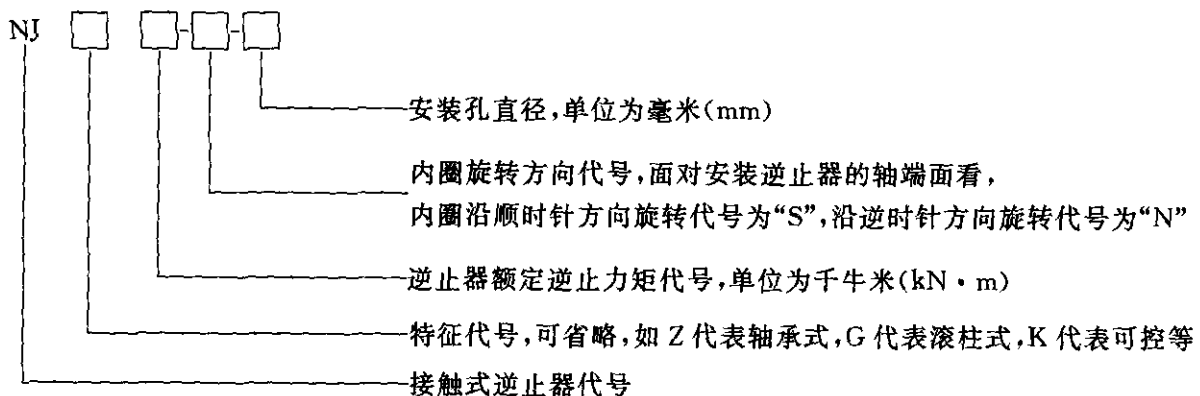 NJ □ □-□-□
安装孔直径,单位为毫米(mm)
内圈旋转方向代号,面对安装逆止器的轴端面看,
内圈沿顺时针方向旋转代号为“S”,沿逆时针方向旋转代号为“N”
逆止器额定逆止力矩代号,单位为千牛米(kN·m)
特征代号,可省略,如 Z 代表轴承式,G 代表滚柱式,K 代表可控等
接触式逆止器代号